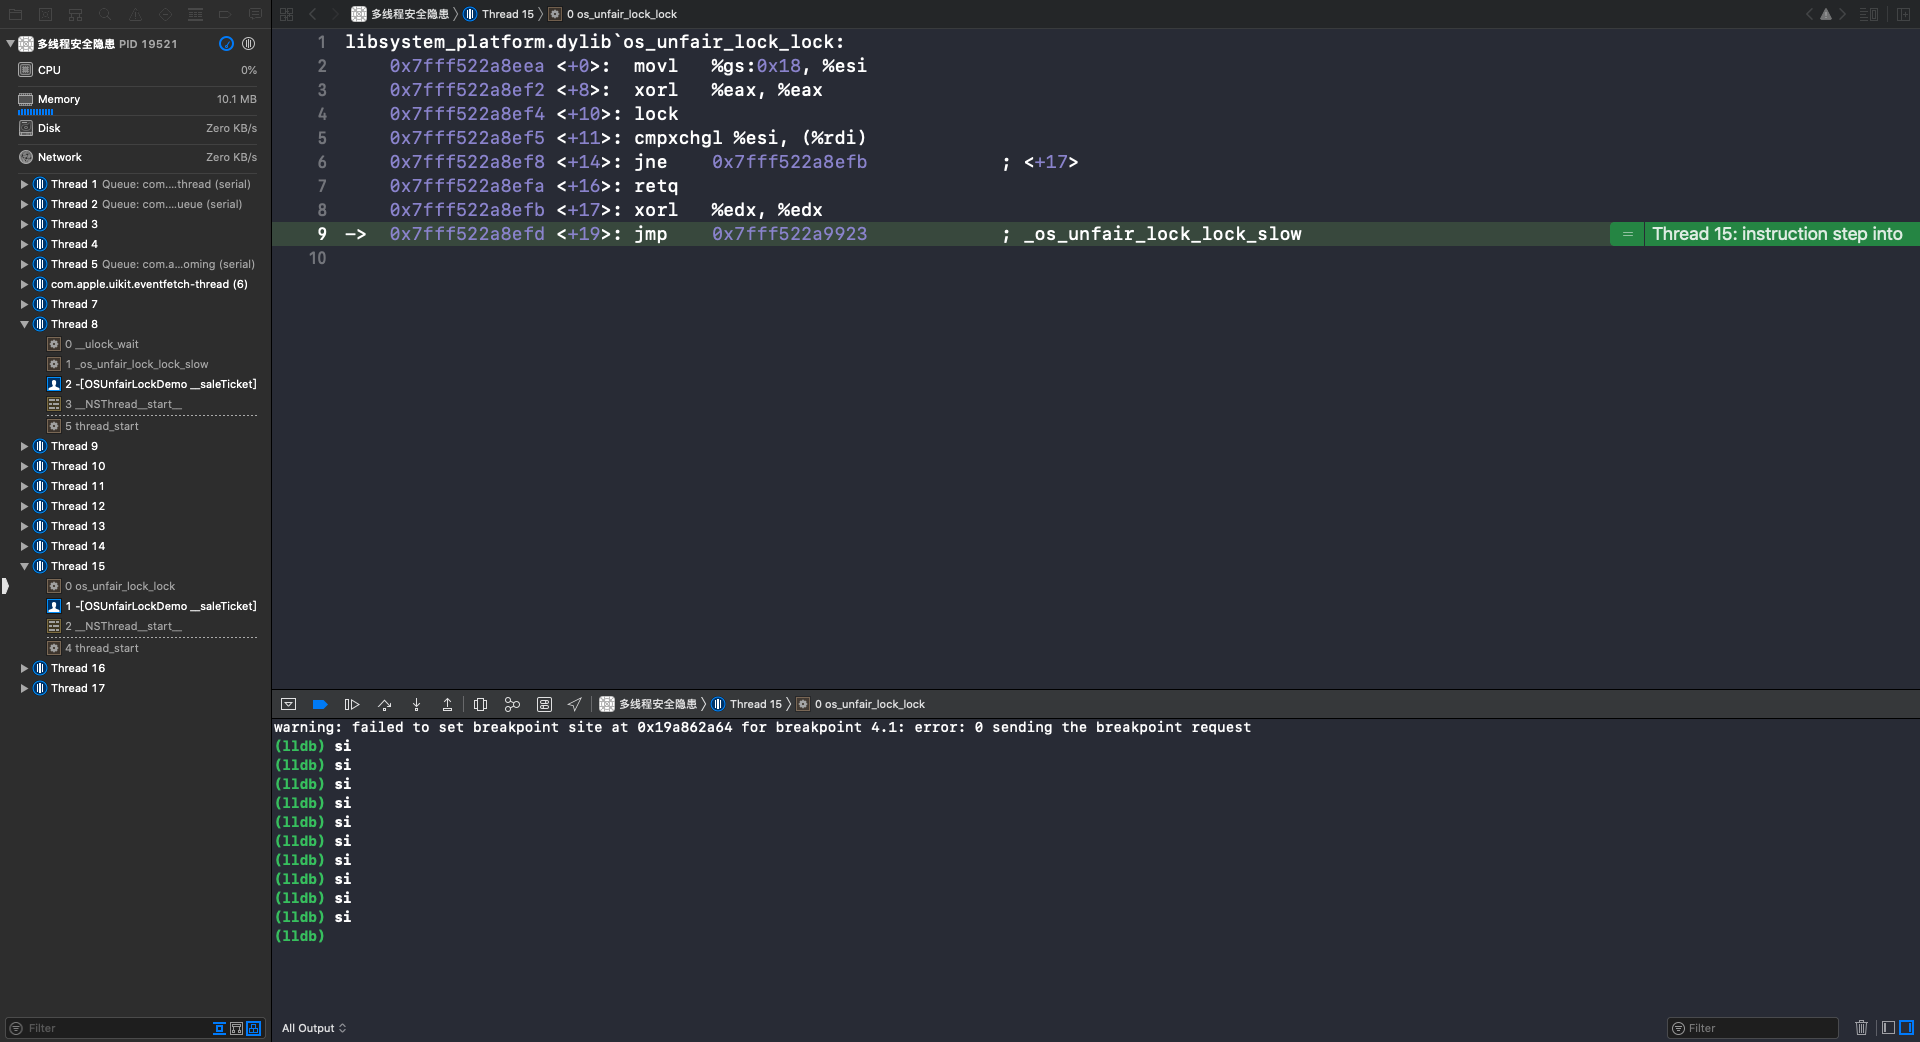 多线程安全隐患 PID 19521
CPU 0%
Memory 10.1 MB
Disk Zero KB/s
Network Zero KB/s
Thread 1 Queue: com....thread (serial)
Thread 2 Queue: com....ueue (serial)
Thread 3
Thread 4
Thread 5 Queue: com.a...oming (serial)
com.apple.uikit.eventfetch-thread (6)
Thread 7
Thread 8
0 __ulock_wait
1 _os_unfair_lock_lock_slow
2 -[OSUnfairLockDemo __saleTicket]
3 __NSThread__start__
5 thread_start
Thread 9
Thread 10
Thread 11
Thread 12
Thread 13
Thread 14
Thread 15
0 os_unfair_lock_lock
1 -[OSUnfairLockDemo __saleTicket]
2 __NSThread__start__
4 thread_start
Thread 16
Thread 17
Filter
多线程安全隐患 〉 Thread 15 〉 0 os_unfair_lock_lock
1 libsystem_platform.dylib`os_unfair_lock_lock:
2 0x7fff522a8eea <+0>: movl %gs:0x18, %esi
3 0x7fff522a8ef2 <+8>: xorl %eax, %eax
4 0x7fff522a8ef4 <+10>: lock
5 0x7fff522a8ef5 <+11>: cmpxchgl %esi, (%rdi)
6 0x7fff522a8ef8 <+14>: jne 0x7fff522a8efb ; <+17>
7 0x7fff522a8efa <+16>: retq
8 0x7fff522a8efb <+17>: xorl %edx, %edx
9 -> 0x7fff522a8efd <+19>: jmp 0x7fff522a9923 ; _os_unfair_lock_lock_slow = Thread 15: instruction step into
10
多线程安全隐患 〉 Thread 15 〉 0 os_unfair_lock_lock
warning: failed to set breakpoint site at 0x19a862a64 for breakpoint 4.1: error: 0 sending the breakpoint request
(lldb) si
(lldb) si
(lldb) si
(lldb) si
(lldb) si
(lldb) si
(lldb) si
(lldb) si
(lldb) si
(lldb) si
(lldb)
All Output
Filter